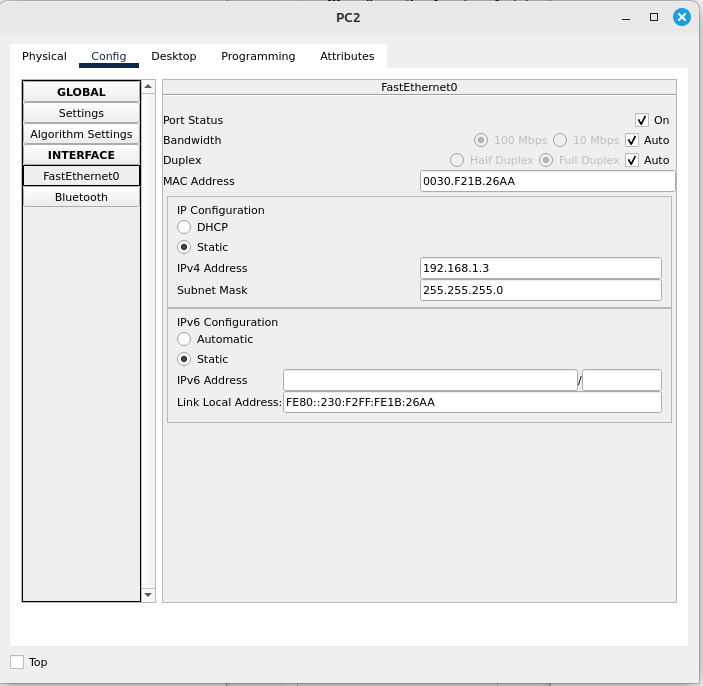 PC2
Physical Config Desktop Programming Attributes
GLOBAL
Settings
Algorithm Settings
INTERFACE
FastEthernet0
Bluetooth
FastEthernet0
Port Status On
Bandwidth 100 Mbps 10 Mbps Auto
Duplex Half Duplex Full Duplex Auto
MAC Address 0030.F21B.26AA
IP Configuration
DHCP
Static
IPv4 Address 192.168.1.3
Subnet Mask 255.255.255.0
IPv6 Configuration
Automatic
Static
IPv6 Address /
Link Local Address: FE80::230:F2FF:FE1B:26AA
Top